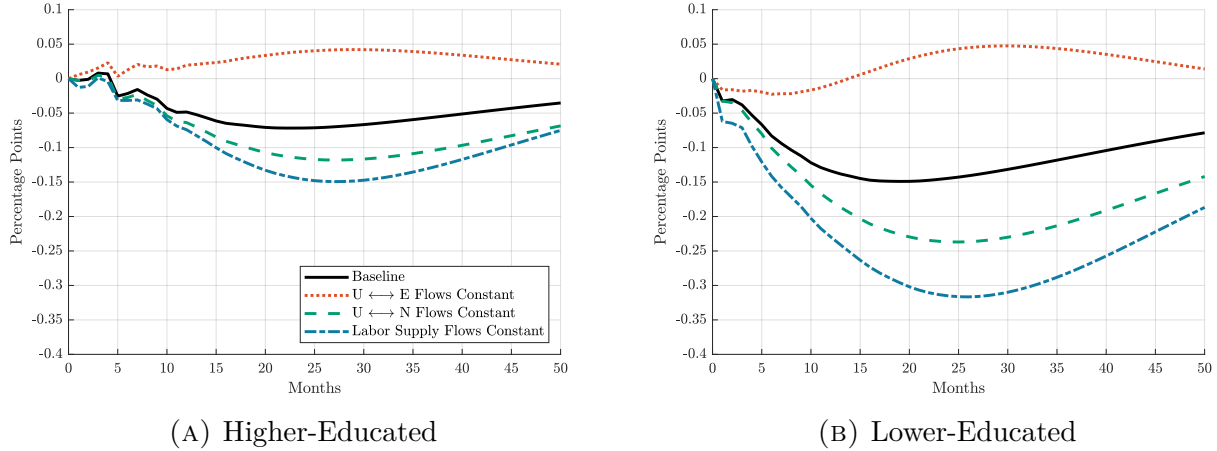 0.1
0.05
0
-0.05
-0.1
-0.15
-0.2
-0.25
-0.3
-0.35
-0.4
Percentage Points
0 5 10 15 20 25 30 35 40 45 50
Months
Baseline
U ⟷ E Flows Constant
U ⟷ N Flows Constant
Labor Supply Flows Constant
(A) Higher-Educated
0.1
0.05
0
-0.05
-0.1
-0.15
-0.2
-0.25
-0.3
-0.35
-0.4
Percentage Points
0 5 10 15 20 25 30 35 40 45 50
Months
(B) Lower-Educated